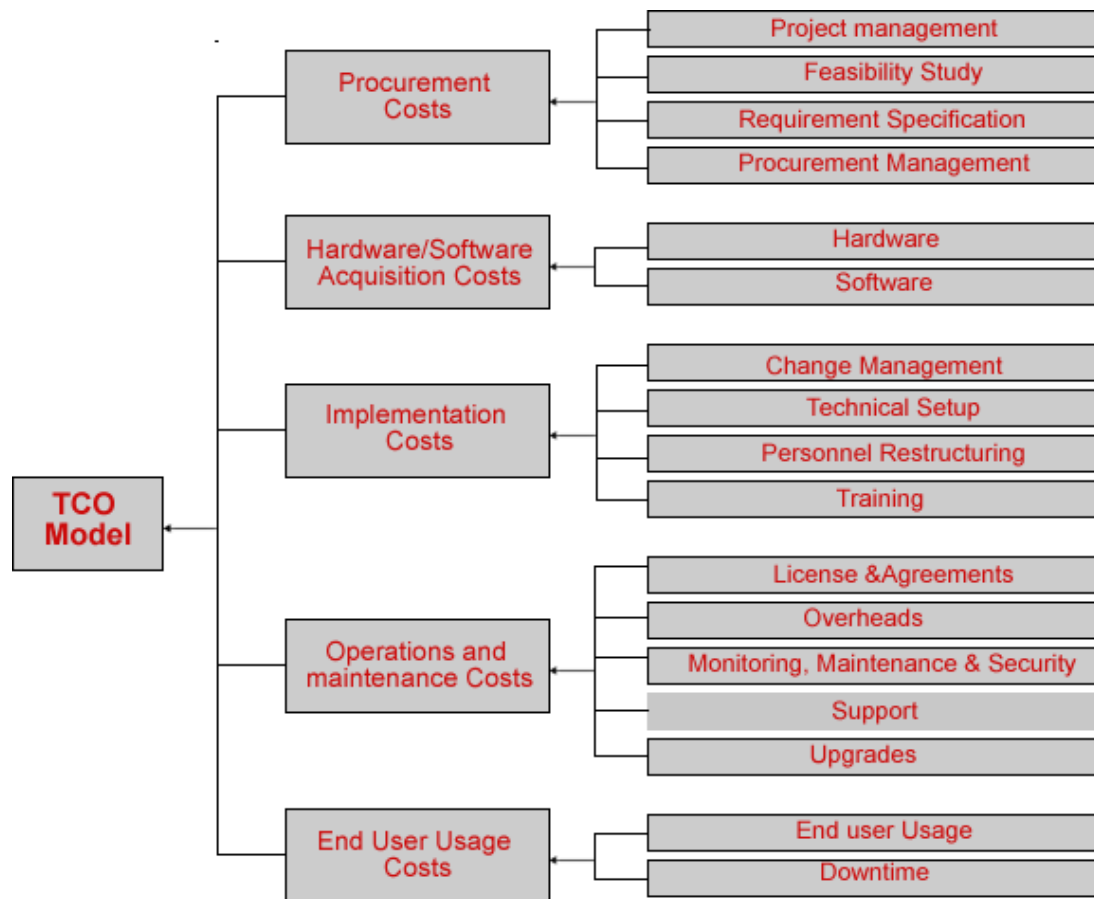 Project management
Feasibility Study
Procurement
Costs
Requirement Specification
Procurement Management
Hardware/Software
Acquisition Costs
Hardware
Software
Change Management
Implementation
Costs
Technical Setup
Personnel Restructuring
Training
TCO
Model
License &Agreements
Overheads
Operations and
maintenance Costs
Monitoring, Maintenance & Security
Support
Upgrades
End User Usage
Costs
End user Usage
Downtime